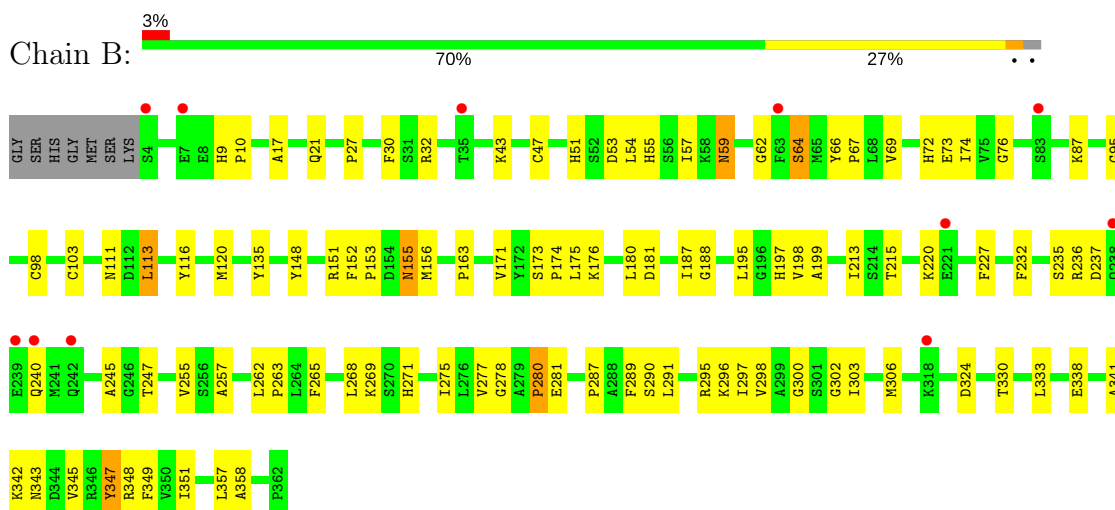 3%
Chain B:
70% 27% • •
GLY SER HIS GLY MET SER LYS S4 E7 E8 H9 P10 A17 Q21 P27 F30 S31 R32 T35 K43 C47 H51 S52 D53 L54 H55 S56 I57 K58 N59 G62 F63 S64 M65 Y66 P67 L68 V69 H72 E73 I74 V75 G76 S83 K87 G95
C98 C103 N111 D112 L113 Y116 M120 Y135 Y148 R151 F152 P153 D154 N155 M156 P163 V171 Y172 S173 P174 L175 K176 L180 D181 I187 G188 L195 G196 H197 V198 A199 I213 S214 T215 K220 E221 F227 F232 S235 R236 D237 P238
E239 Q240 M241 Q242 A245 G246 T247 V255 S256 A257 L262 P263 L264 F265 L268 K269 S270 H271 I275 L276 V277 G278 A279 P280 E281 P287 A288 F289 S290 L291 R295 K296 I297 V298 A299 G300 S301 G302 I303 M306 K318 D324 T330 L333 E338 A341
K342 N343 D344 V345 R346 Y347 R348 F349 V350 I351 L357 A358 P362